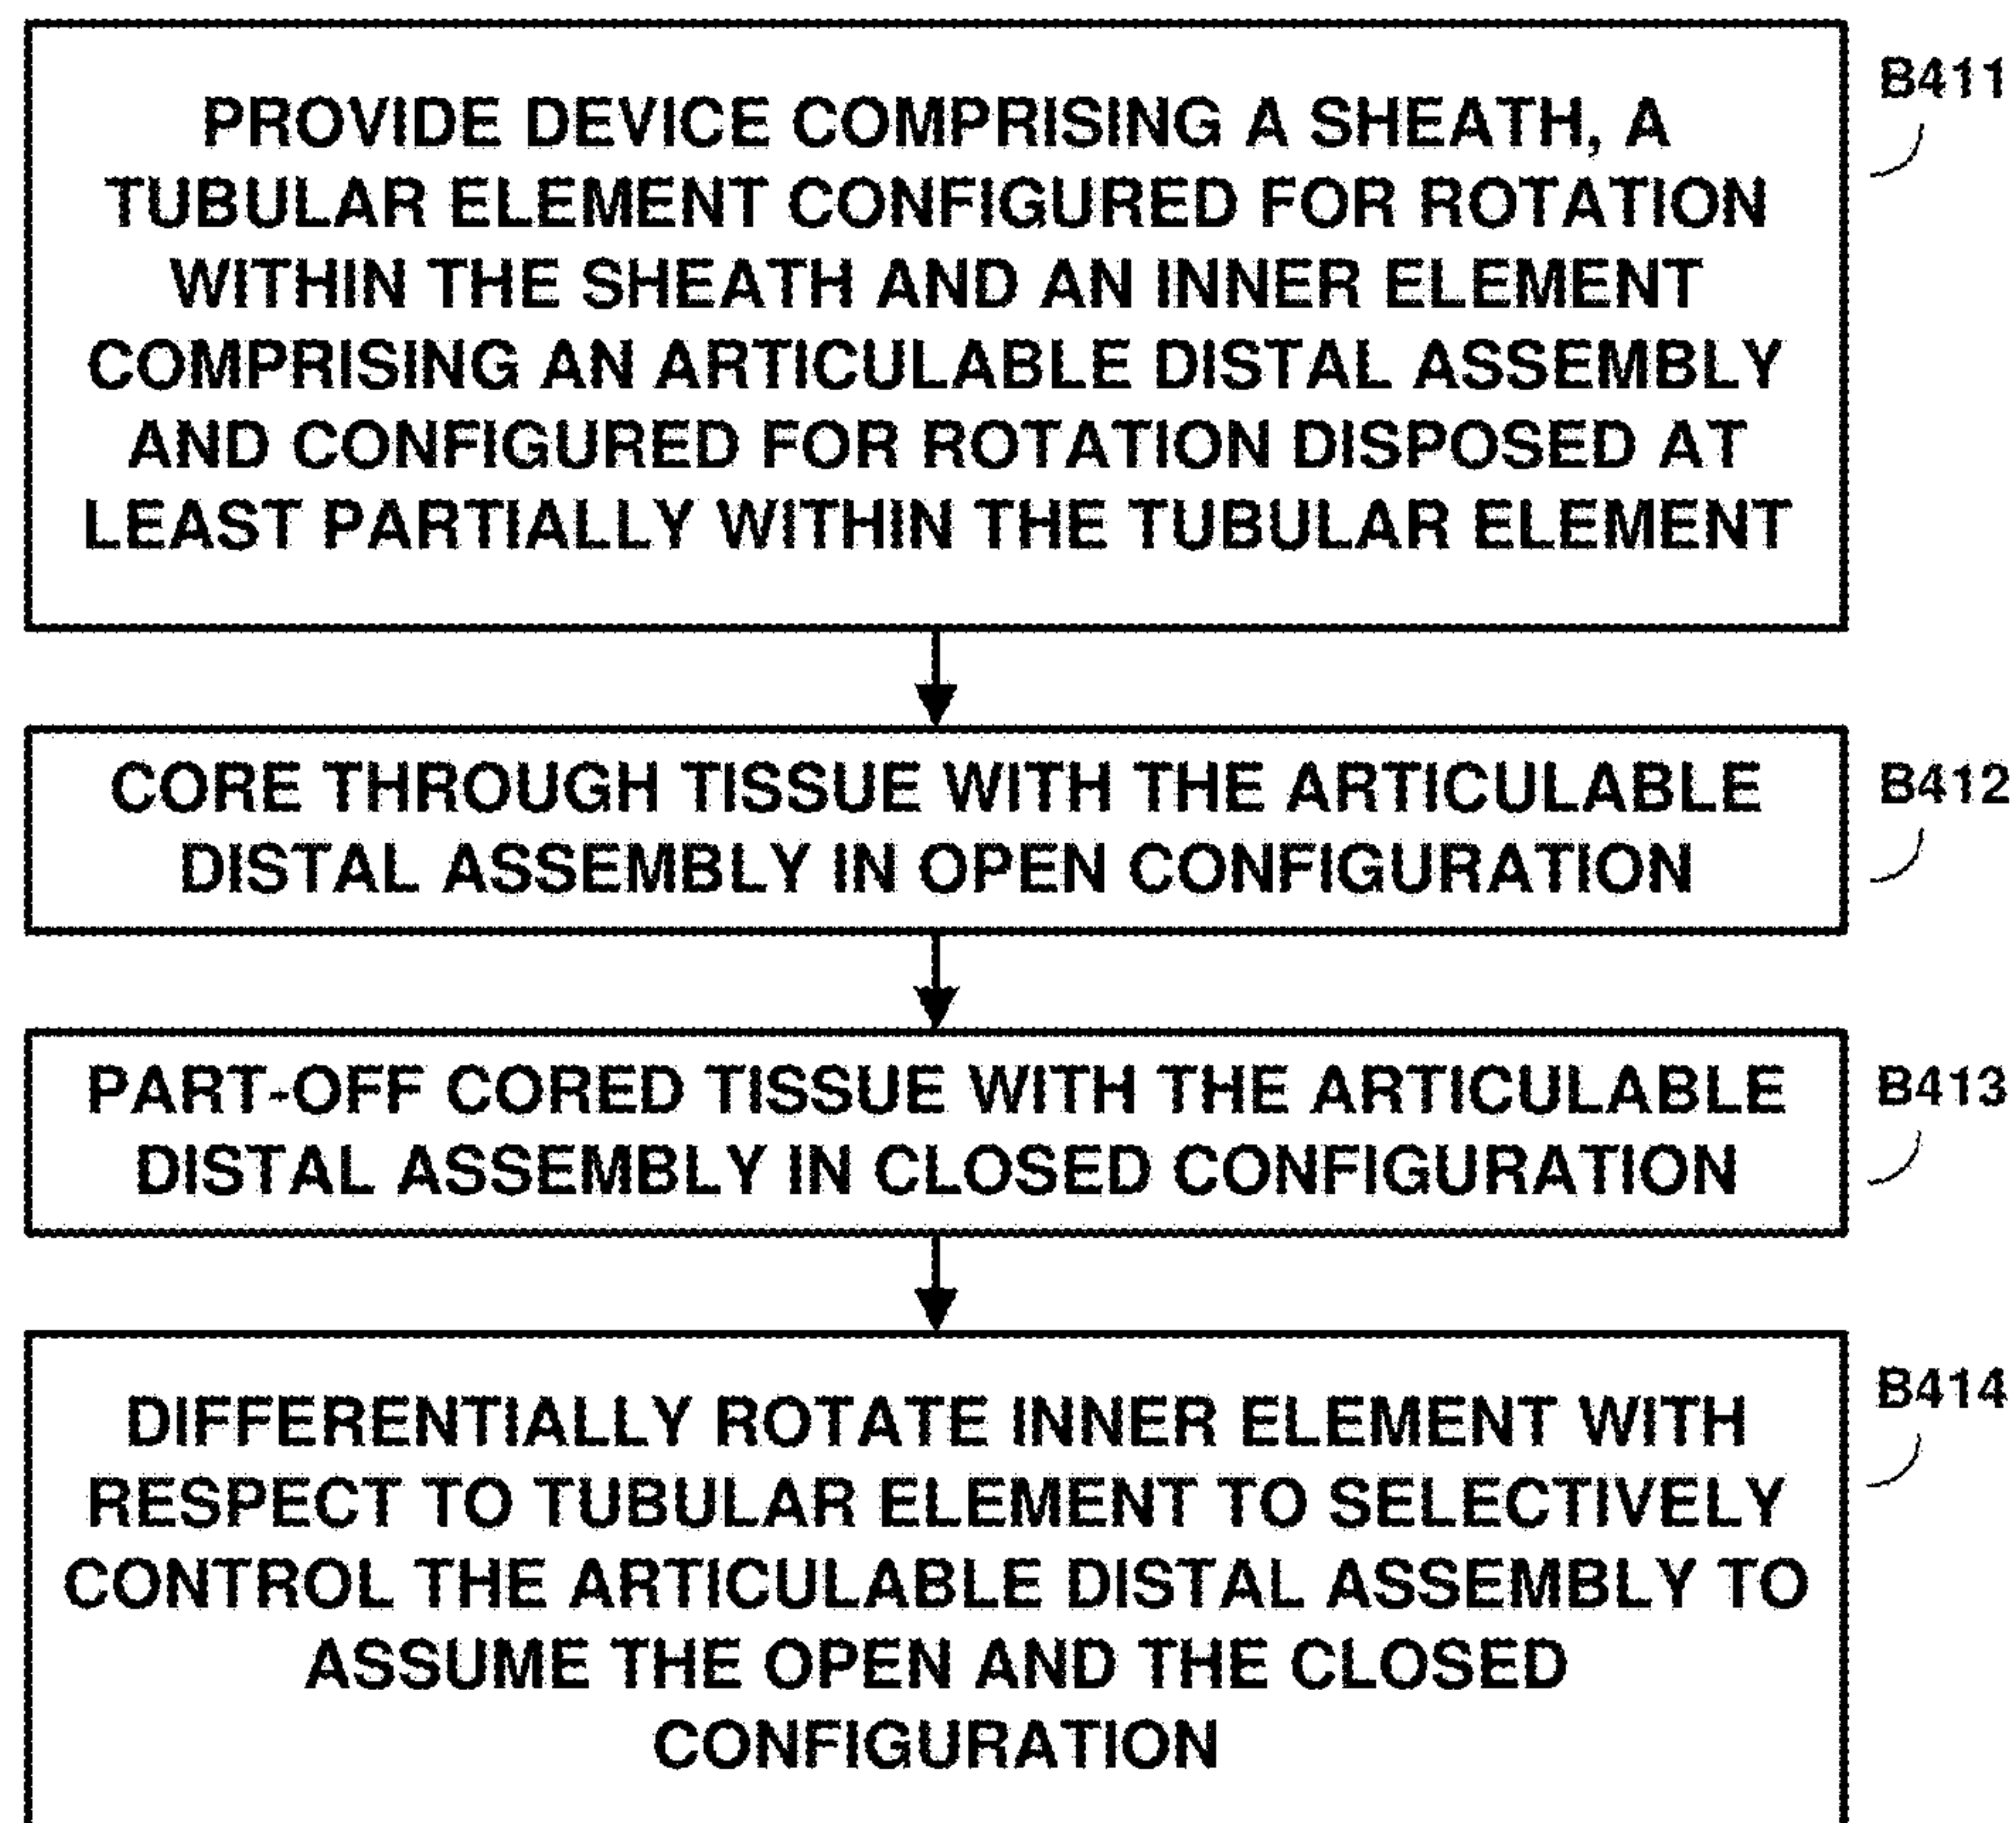 PROVIDE DEVICE COMPRISING A SHEATH, A
TUBULAR ELEMENT CONFIGURED FOR ROTATION
WITHIN THE SHEATH AND AN INNER ELEMENT
COMPRISING AN ARTICULABLE DISTAL ASSEMBLY
AND CONFIGURED FOR ROTATION DISPOSED AT
LEAST PARTIALLY WITHIN THE TUBULAR ELEMENT
B411
CORE THROUGH TISSUE WITH THE ARTICULABLE
DISTAL ASSEMBLY IN OPEN CONFIGURATION
B412
PART-OFF CORED TISSUE WITH THE ARTICULABLE
DISTAL ASSEMBLY IN CLOSED CONFIGURATION
B413
DIFFERENTIALLY ROTATE INNER ELEMENT WITH
RESPECT TO TUBULAR ELEMENT TO SELECTIVELY
CONTROL THE ARTICULABLE DISTAL ASSEMBLY TO
ASSUME THE OPEN AND THE CLOSED
CONFIGURATION
B414